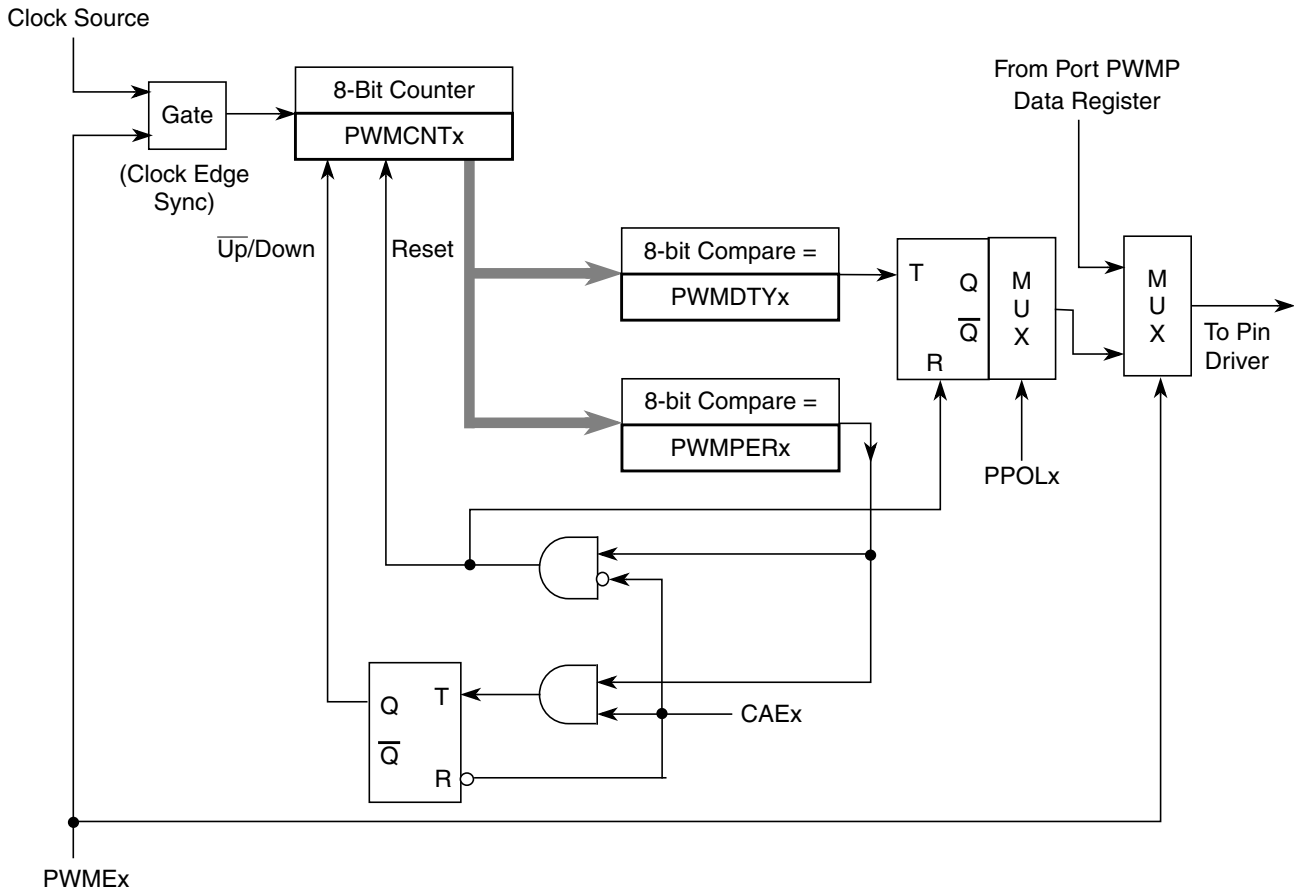 Clock Source
Gate
(Clock Edge
Sync)
8-Bit Counter
PWMCNTx
From Port PWMP
Data Register
U̅p̅/Down
Reset
8-bit Compare =
PWMDTYx
T
Q
Q̅
R
M
U
X
M
U
X
To Pin
Driver
8-bit Compare =
PWMPERx
PPOLx
Q
T
Q̅
R
CAEx
PWMEx